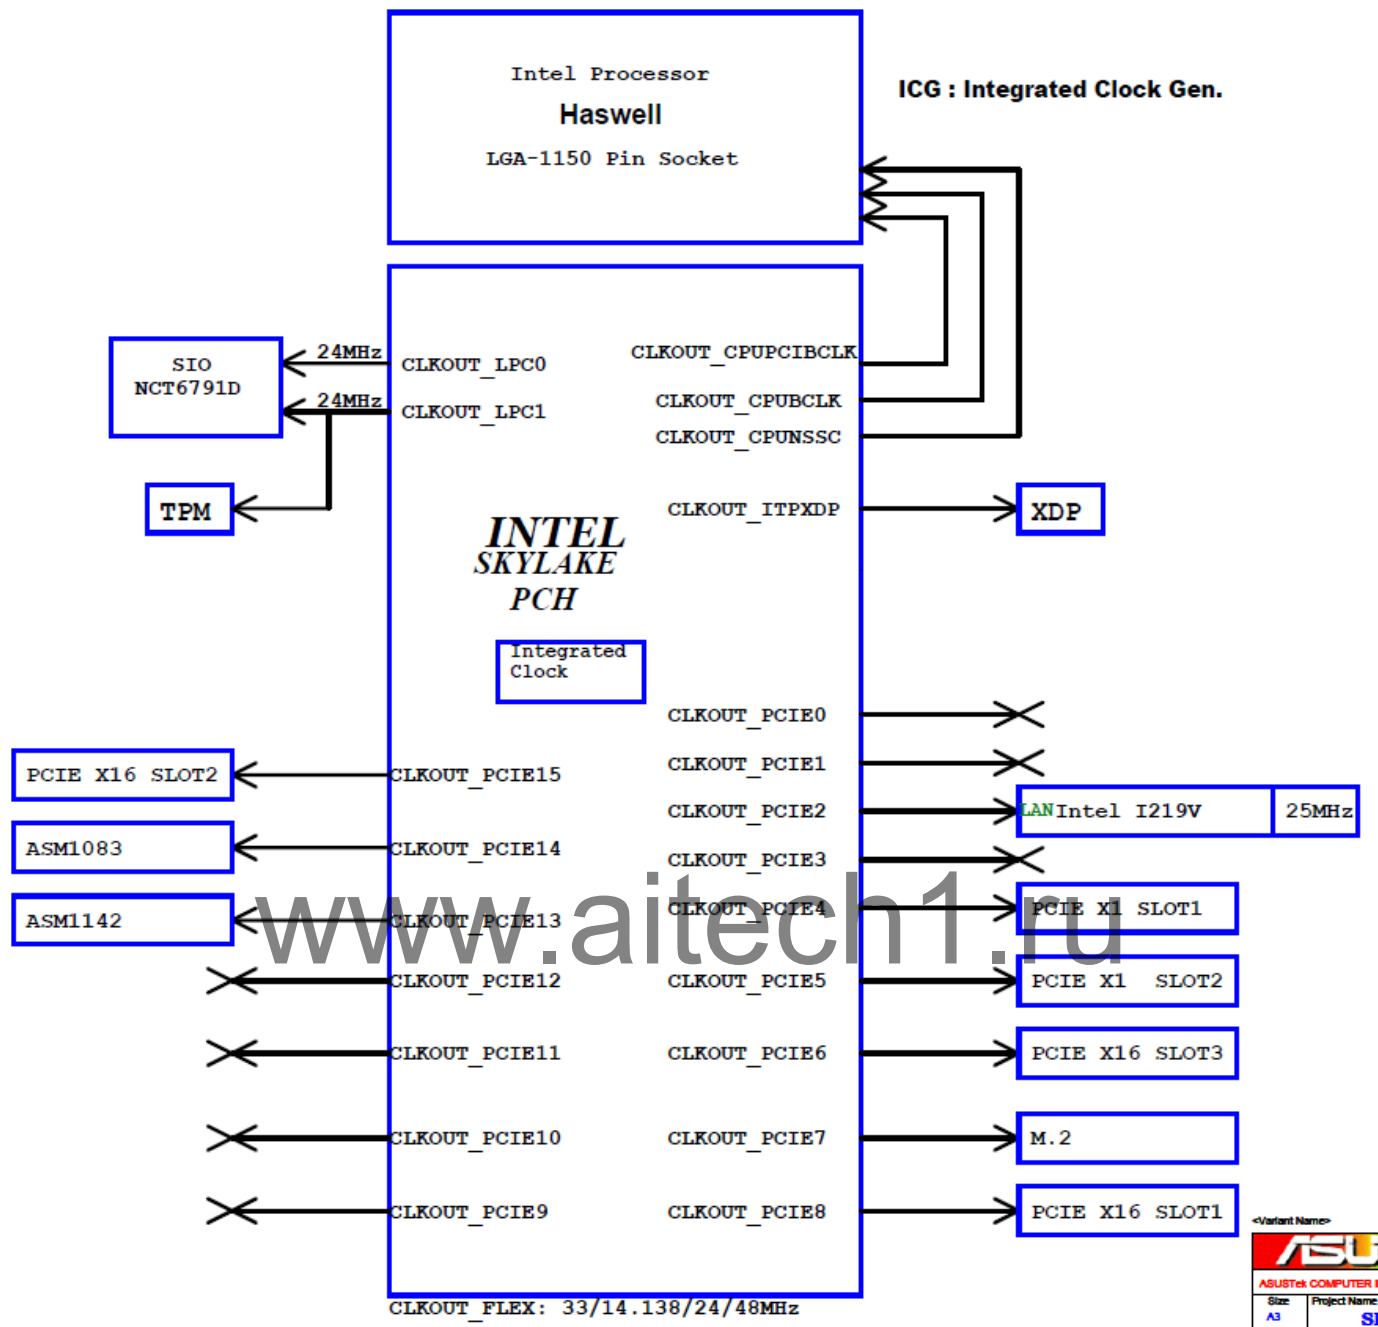 Intel Processor
Haswell
LGA-1150 Pin Socket
ICG : Integrated Clock Gen.
SIO
NCT6791D
24MHz
CLKOUT_LPC0
24MHz
CLKOUT_LPC1
TPM
CLKOUT_CPUPCIBCLK
CLKOUT_CPUBCLK
CLKOUT_CPUNSSC
CLKOUT_ITPXDP
XDP
INTEL
SKYLAKE
PCH
Integrated
Clock
CLKOUT_PCIE0
CLKOUT_PCIE1
CLKOUT_PCIE2
LAN Intel I219V
25MHz
CLKOUT_PCIE3
CLKOUT_PCIE4
PCIE X1 SLOT1
CLKOUT_PCIE5
PCIE X1 SLOT2
CLKOUT_PCIE6
PCIE X16 SLOT3
CLKOUT_PCIE7
M.2
CLKOUT_PCIE8
PCIE X16 SLOT1
PCIE X16 SLOT2
CLKOUT_PCIE15
ASM1083
CLKOUT_PCIE14
ASM1142
CLKOUT_PCIE13
CLKOUT_PCIE12
CLKOUT_PCIE11
CLKOUT_PCIE10
CLKOUT_PCIE9
www.aitech1.ru
CLKOUT_FLEX: 33/14.138/24/48MHz
<Variant Name>
ASUSTek COMPUTER
Size
Project Name
A3